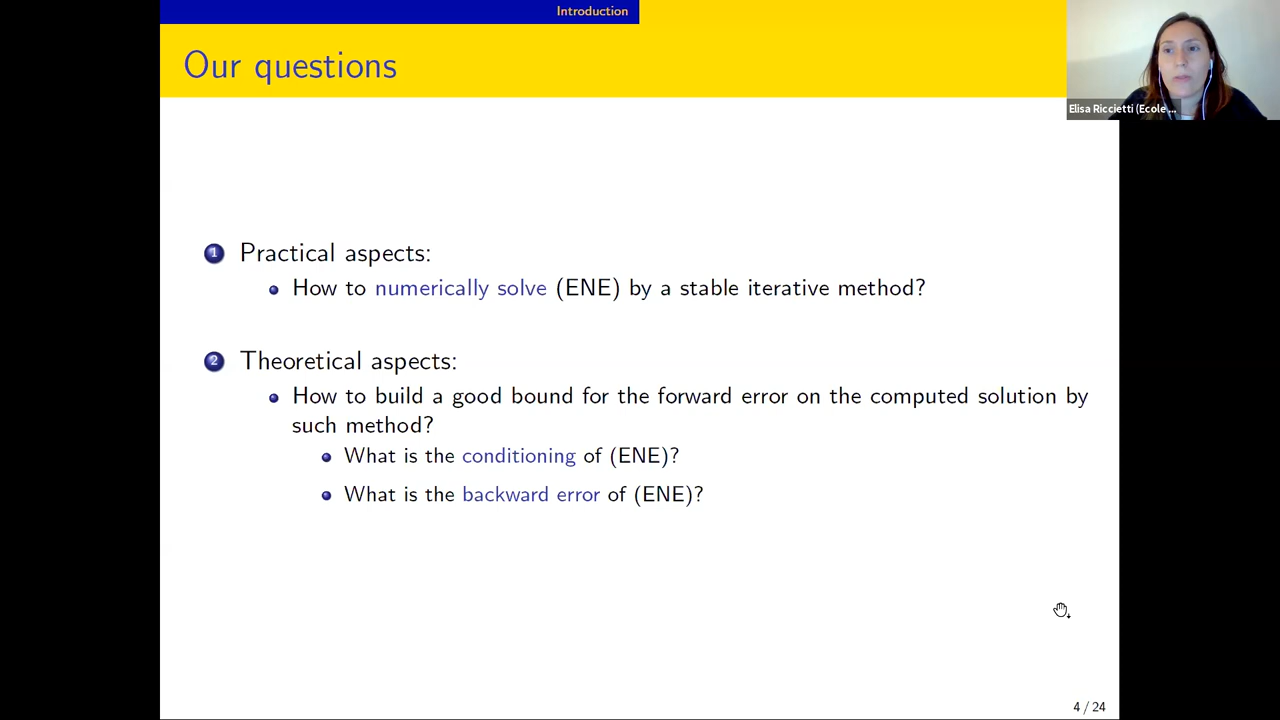 Introduction
Our questions
Elisa Riccietti (Ecole ...
1 Practical aspects:
How to numerically solve (ENE) by a stable iterative method?
2 Theoretical aspects:
How to build a good bound for the forward error on the computed solution by
such method?
What is the conditioning of (ENE)?
What is the backward error of (ENE)?
4 / 24